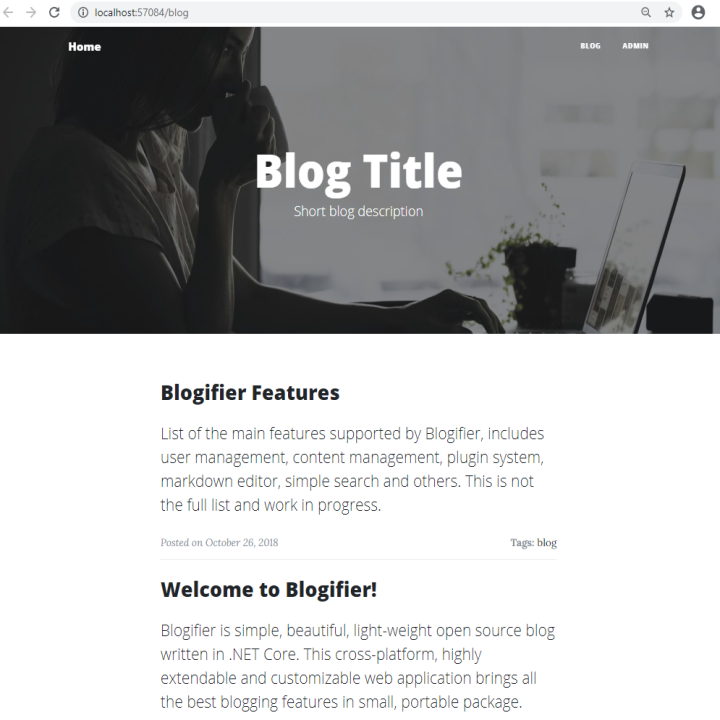 localhost:57084/blog
Home BLOG ADMIN
Blog Title
Short blog description
Blogifier Features
List of the main features supported by Blogifier, includes
user management, content management, plugin system,
markdown editor, simple search and others. This is not
the full list and work in progress.
Posted on October 26, 2018 Tags: blog
Welcome to Blogifier!
Blogifier is simple, beautiful, light-weight open source blog
written in .NET Core. This cross-platform, highly
extendable and customizable web application brings all
the best blogging features in small, portable package.